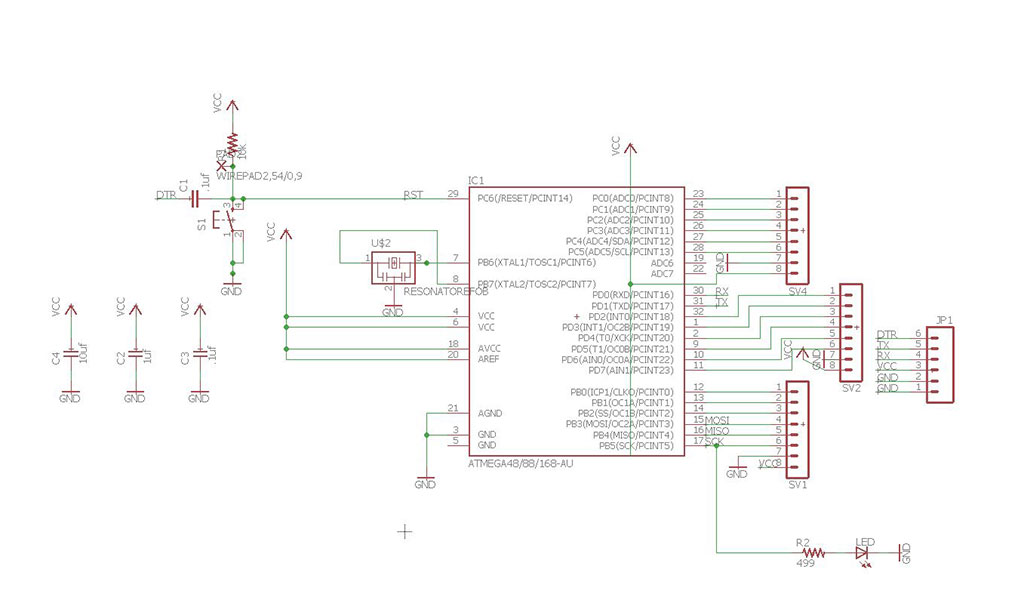 VCC
10k
WIREPAD2,54/0,9
DTR
C1
.1uf
RST
S1
3 4
1 2
GND
VCC
VCC
U$2
1
3
2
RESONATOREFOB
GND
VCC
C4
10uf
GND
VCC
C2
1uf
GND
VCC
C3
.1uf
GND
IC1
29 PC6(/RESET/PCINT14)
7 PB6(XTAL1/TOSC1/PCINT6)
8 PB7(XTAL2/TOSC2/PCINT7)
4 VCC
6 VCC
18 AVCC
20 AREF
21 AGND
3 GND
5 GND
GND
ATMEGA48/88/168-AU
PC0(ADC0/PCINT8) 23
PC1(ADC1/PCINT9) 24
PC2(ADC2/PCINT10) 25
PC3(ADC3/PCINT11) 26
PC4(ADC4/SDA/PCINT12) 27
PC5(ADC5/SCL/PCINT13) 28
ADC6 19
ADC7 22
PD0(RXD/PCINT16) 30 RX
PD1(TXD/PCINT17) 31 TX
PD2(INT0/PCINT18) 32
PD3(INT1/OC2B/PCINT19) 1
PD4(T0/XCK/PCINT20) 2
PD5(T1/OC0B/PCINT21) 9
PD6(AIN0/OC0A/PCINT22) 10
PD7(AIN1/PCINT23) 11
PB0(ICP1/CLKO/PCINT0) 12
PB1(OC1A/PCINT1) 13
PB2(SS/OC1B/PCINT2) 14
PB3(MOSI/OC2A/PCINT3) 15 MOSI
PB4(MISO/PCINT4) 16 MISO
PB5(SCK/PCINT5) 17 SCK
1
2
3
4
5
6
7
8
GND
SV4
1
2
3
4
5
6
7
8
VCC
GND
SV2
JP1
DTR 6
TX 5
RX 4
VCC 3
GND 2
GND 1
1
2
3
4
5
6
7
8
GND
VCC
SV1
R2
499
LED
GND